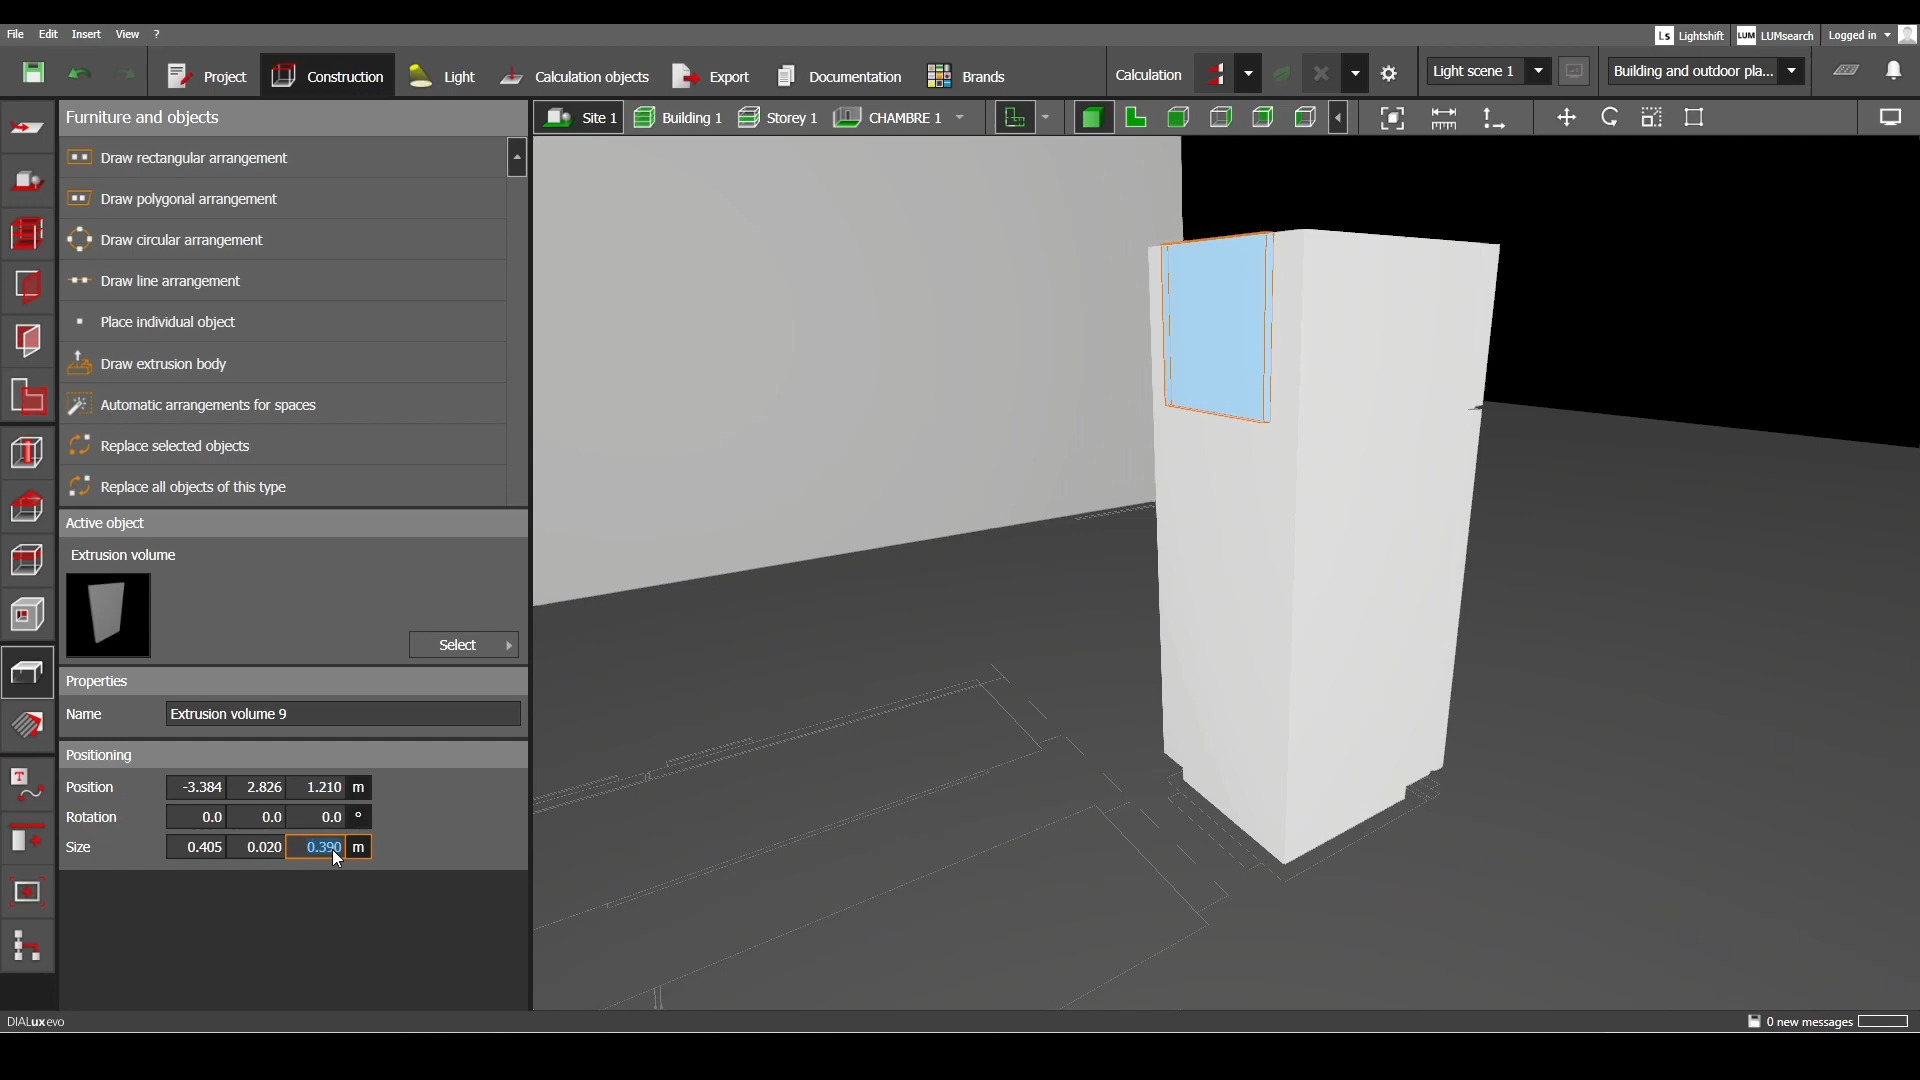 File Edit Insert View ?
Ls Lightshift LUM LUMsearch Logged in
Project Construction Light Calculation objects Export Documentation Brands Calculation Light scene 1 Building and outdoor pla...
Furniture and objects
Site 1 Building 1 Storey 1 CHAMBRE 1
Draw rectangular arrangement
Draw polygonal arrangement
Draw circular arrangement
Draw line arrangement
Place individual object
Draw extrusion body
Automatic arrangements for spaces
Replace selected objects
Replace all objects of this type
Active object
Extrusion volume
Select
Properties
Name Extrusion volume 9
Positioning
Position -3.384 2.826 1.210 m
Rotation 0.0 0.0 0.0 °
Size 0.405 0.020 0.390 m
T
DIALux evo
0 new messages